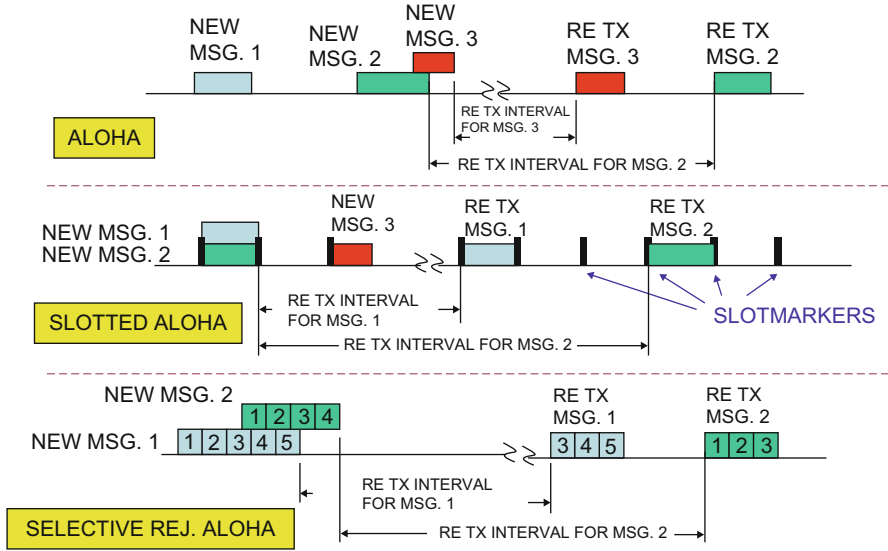 NEW
MSG. 1
NEW
MSG. 2
NEW
MSG. 3
RE TX
MSG. 3
RE TX
MSG. 2
RE TX INTERVAL
FOR MSG. 3
ALOHA
RE TX INTERVAL FOR MSG. 2
NEW MSG. 1
NEW MSG. 2
NEW
MSG. 3
RE TX
MSG. 1
RE TX
MSG. 2
RE TX INTERVAL
FOR MSG. 1
SLOTMARKERS
SLOTTED ALOHA
RE TX INTERVAL FOR MSG. 2
NEW MSG. 2
1 2 3 4
NEW MSG. 1
1 2 3 4 5
RE TX
MSG. 1
3 4 5
RE TX
MSG. 2
1 2 3
RE TX INTERVAL
FOR MSG. 1
SELECTIVE REJ. ALOHA
RE TX INTERVAL FOR MSG. 2